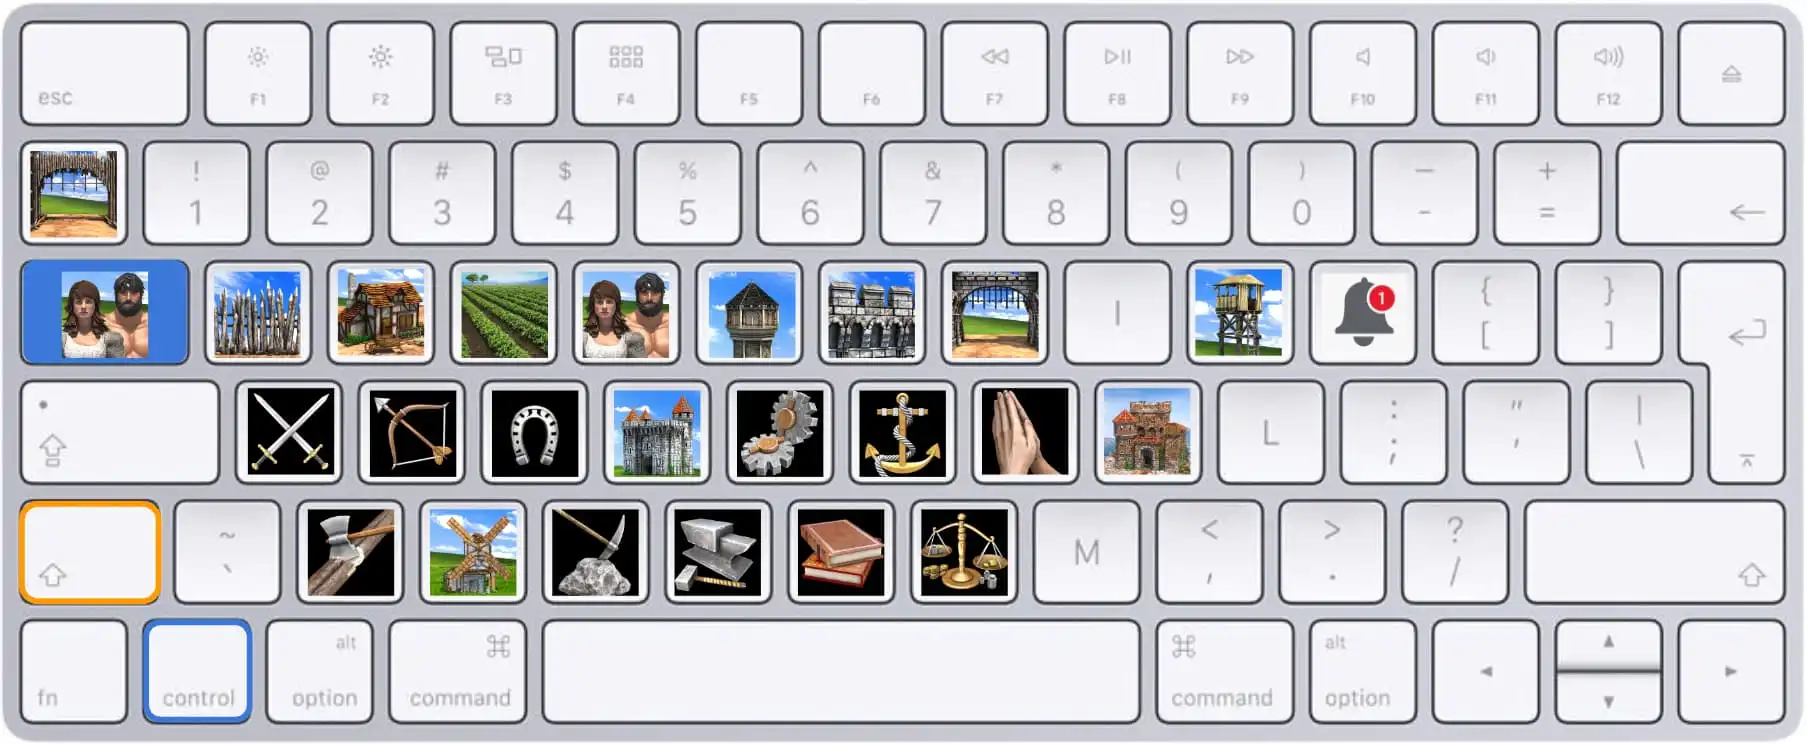 esc F1 F2 F3 F4 F5 F6 F7 F8 F9 F10 F11 F12
! @ # $ % ^ & * ( ) — +
1 2 3 4 5 6 7 8 9 0 - =
1 { }
I [ ]
: " |
L ; ' \
~ < > ?
` M , . /
alt ⌘ ⌘ alt
fn control option command command option